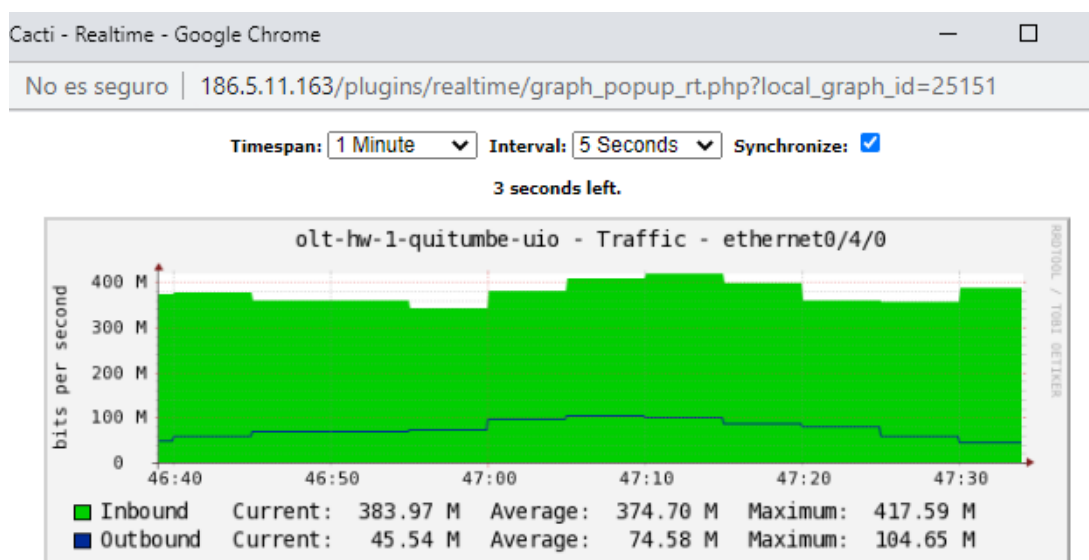 Cacti - Realtime - Google Chrome
No es seguro | 186.5.11.163/plugins/realtime/graph_popup_rt.php?local_graph_id=25151
Timespan: 1 Minute Interval: 5 Seconds Synchronize:
3 seconds left.
olt-hw-1-quitumbe-uio - Traffic - ethernet0/4/0
RRDTOOL / TOBI OETIKER
bits per second
400 M
300 M
200 M
100 M
0
46:40 46:50 47:00 47:10 47:20 47:30
Inbound Current: 383.97 M Average: 374.70 M Maximum: 417.59 M
Outbound Current: 45.54 M Average: 74.58 M Maximum: 104.65 M